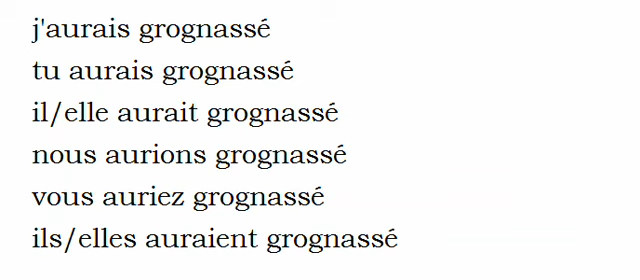 j'aurais grognassé
tu aurais grognassé
il/elle aurait grognassé
nous aurions grognassé
vous auriez grognassé
ils/elles auraient grognassé